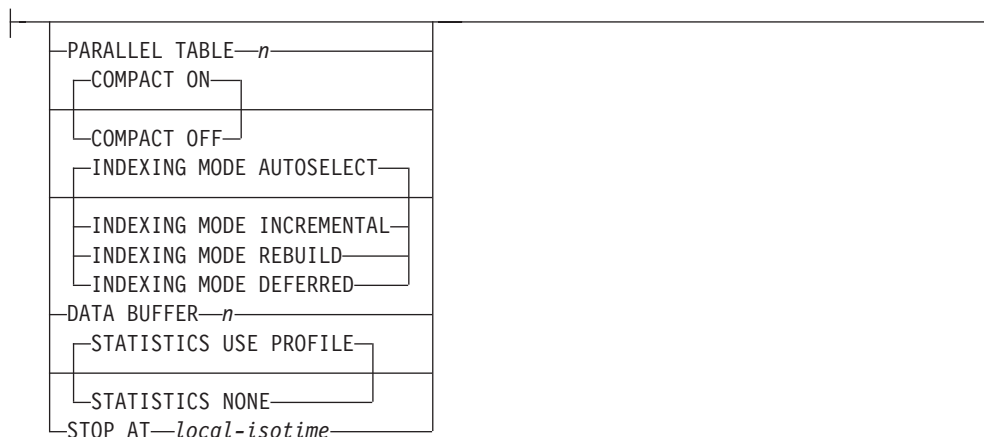 PARALLEL TABLE n
COMPACT ON
COMPACT OFF
INDEXING MODE AUTOSELECT
INDEXING MODE INCREMENTAL
INDEXING MODE REBUILD
INDEXING MODE DEFERRED
DATA BUFFER n
STATISTICS USE PROFILE
STATISTICS NONE
STOP AT local-isotime